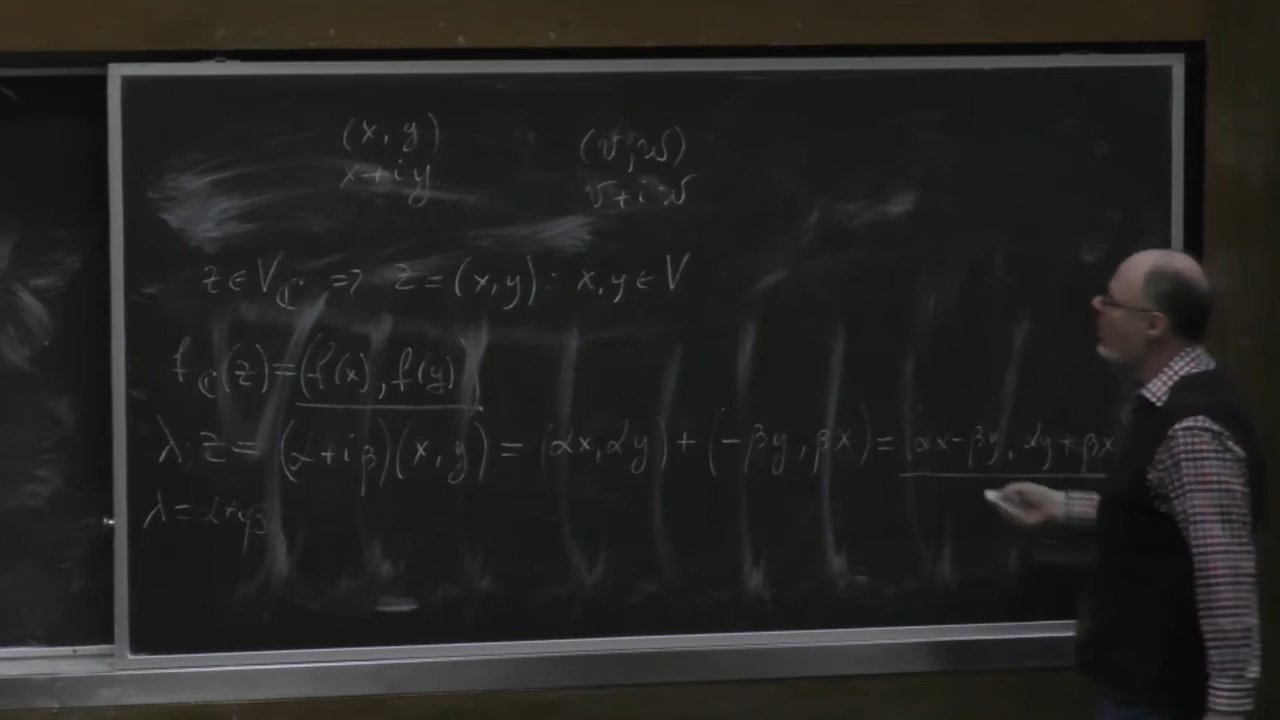 (x, y) (v, w)
x+iy v+iw
z∈V_ℂ ⇒ z=(x,y): x,y∈V
f_ℂ(z)=(f(x), f(y))
λ·z=(α+iβ)(x,y)=(αx,αy)+(-βy,βx)=(αx-βy, αy+βx
λ=α+iβ